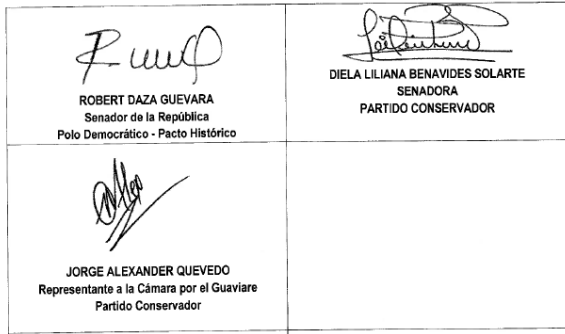 ROBERT DAZA GUEVARA
Senador de la República
Polo Democrático - Pacto Histórico
DIELA LILIANA BENAVIDES SOLARTE
SENADORA
PARTIDO CONSERVADOR
JORGE ALEXANDER QUEVEDO
Representante a la Cámara por el Guaviare
Partido Conservador